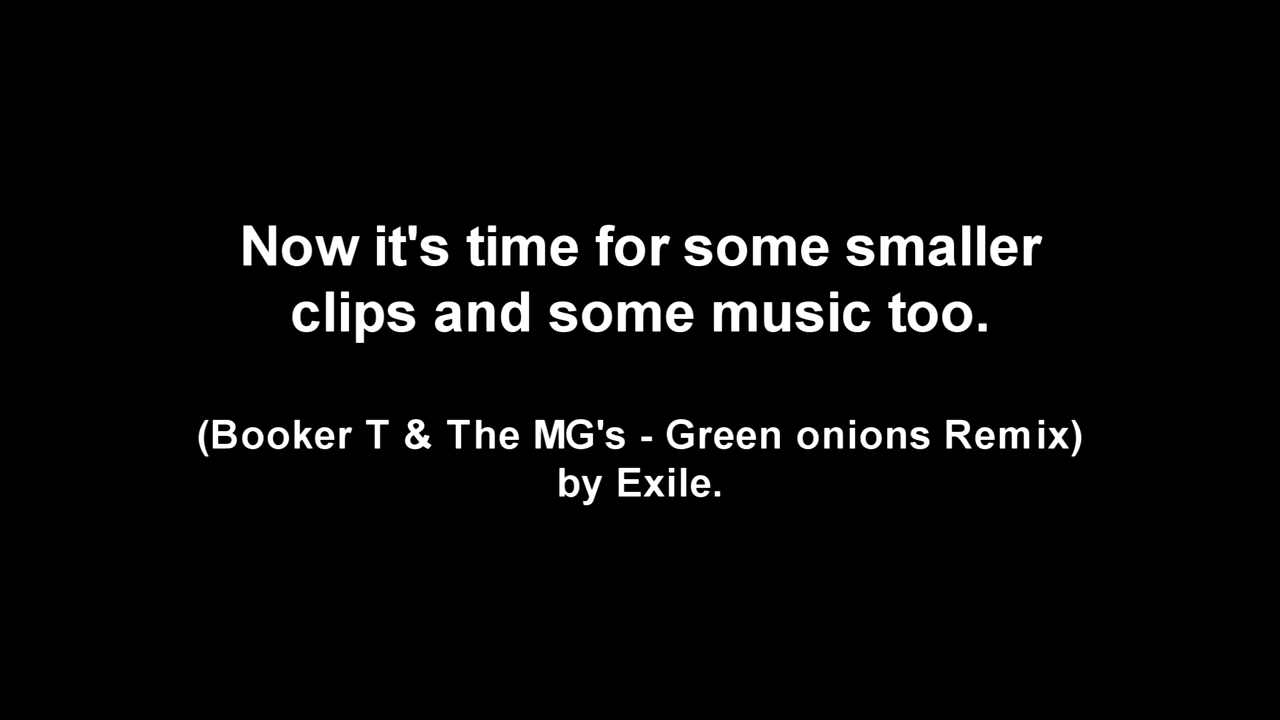 Now it's time for some smaller
clips and some music too.
(Booker T & The MG's - Green onions Remix)
by Exile.